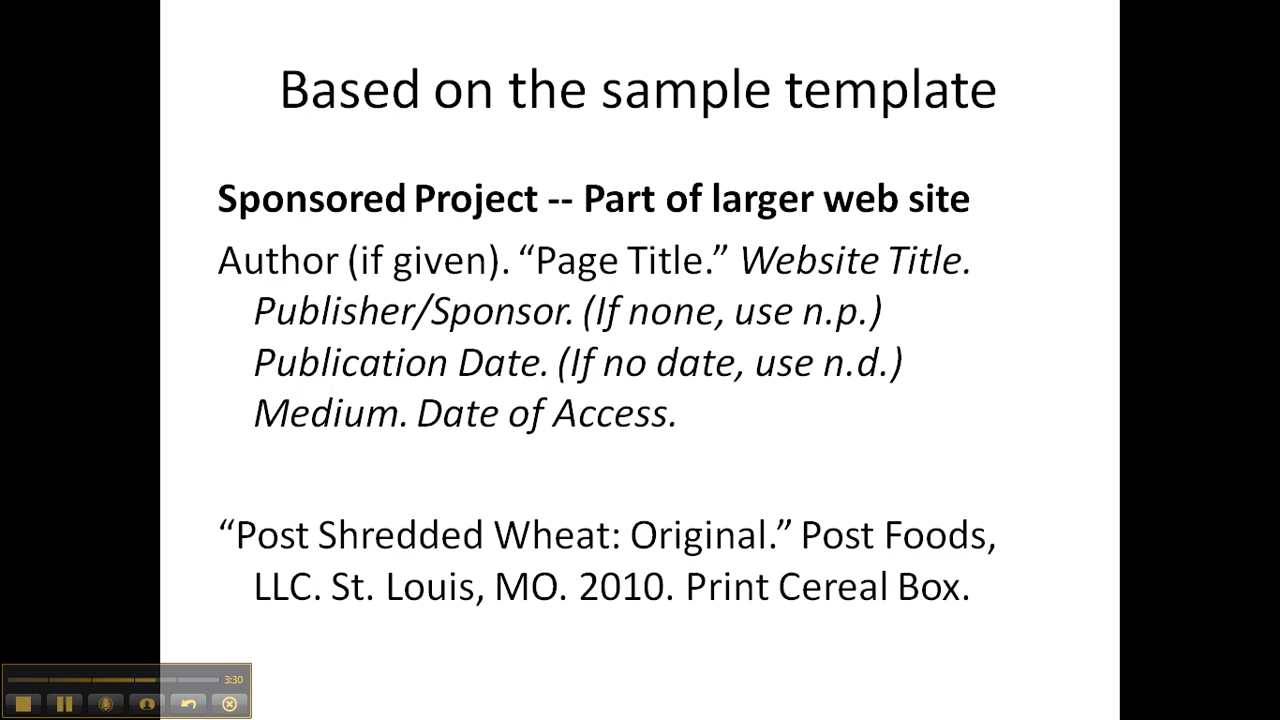 Based on the sample template
Sponsored Project -- Part of larger web site
Author (if given). “Page Title.” Website Title.
Publisher/Sponsor. (If none, use n.p.)
Publication Date. (If no date, use n.d.)
Medium. Date of Access.
“Post Shredded Wheat: Original.” Post Foods,
LLC. St. Louis, MO. 2010. Print Cereal Box.
3:30